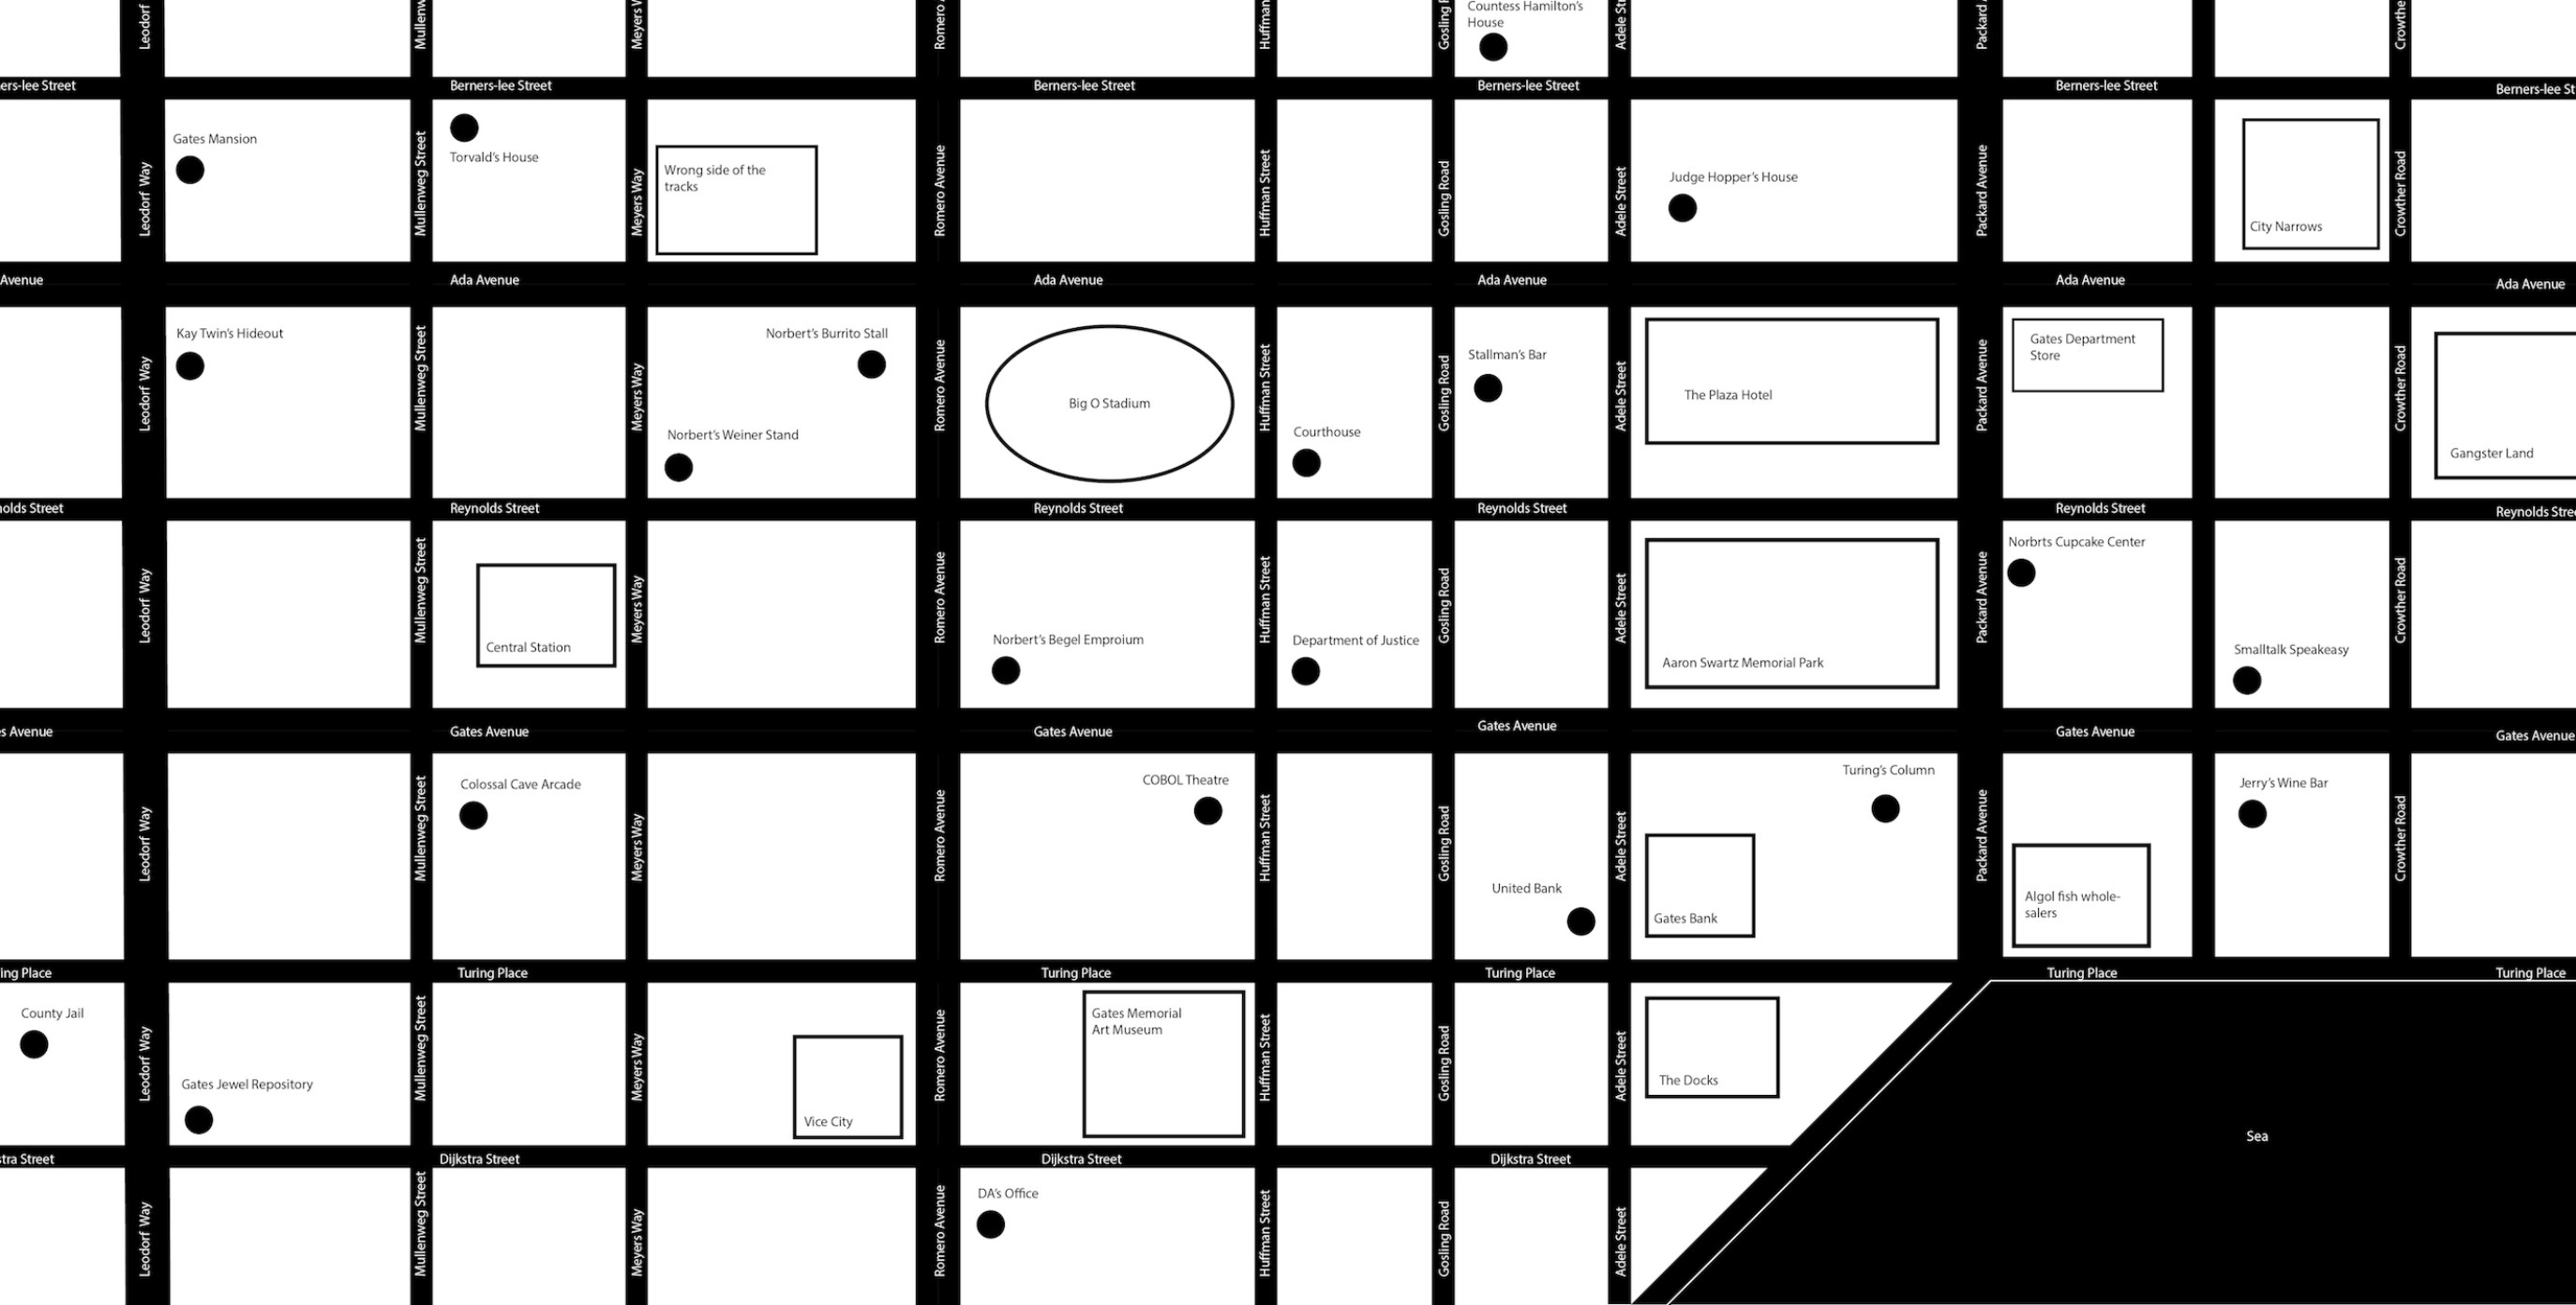 Leodorf
Mullenw
Meyers W
Romero A
Huffman
Gosling R
Countess Hamilton's
House
Adele St
Packard A
Crowthe
ers-lee Street
Berners-lee Street
Berners-lee Street
Berners-lee Street
Berners-lee Street
Berners-lee St
Gates Mansion
Torvald's House
Wrong side of the
tracks
Judge Hopper's House
City Narrows
Leodorf Way
Mullenweg Street
Meyers Way
Romero Avenue
Huffman Street
Gosling Road
Adele Street
Packard Avenue
Crowther Road
Avenue
Ada Avenue
Ada Avenue
Ada Avenue
Ada Avenue
Ada Avenue
Kay Twin's Hideout
Norbert's Burrito Stall
Norbert's Weiner Stand
Big O Stadium
Courthouse
Stallman's Bar
The Plaza Hotel
Gates Department
Store
Gangster Land
Leodorf Way
Mullenweg Street
Meyers Way
Romero Avenue
Huffman Street
Gosling Road
Adele Street
Packard Avenue
Crowther Road
nolds Street
Reynolds Street
Reynolds Street
Reynolds Street
Reynolds Street
Reynolds Stre
Central Station
Norbert's Begel Emproium
Department of Justice
Aaron Swartz Memorial Park
Norbrts Cupcake Center
Smalltalk Speakeasy
Leodorf Way
Mullenweg Street
Meyers Way
Romero Avenue
Huffman Street
Gosling Road
Adele Street
Packard Avenue
Crowther Road
es Avenue
Gates Avenue
Gates Avenue
Gates Avenue
Gates Avenue
Gates Avenue
Colossal Cave Arcade
COBOL Theatre
United Bank
Gates Bank
Turing's Column
Algol fish whole-
salers
Jerry's Wine Bar
Leodorf Way
Mullenweg Street
Meyers Way
Romero Avenue
Huffman Street
Gosling Road
Adele Street
Packard Avenue
Crowther Road
ing Place
Turing Place
Turing Place
Turing Place
Turing Place
Turing Place
County Jail
Gates Jewel Repository
Vice City
Gates Memorial
Art Museum
The Docks
Sea
Leodorf Way
Mullenweg Street
Meyers Way
Romero Avenue
Huffman Street
Gosling Road
Adele Street
stra Street
Dijkstra Street
Dijkstra Street
Dijkstra Street
DA's Office
Leodorf Way
Mullenweg Street
Meyers Way
Romero Avenue
Huffman Street
Gosling Road
Adele Street